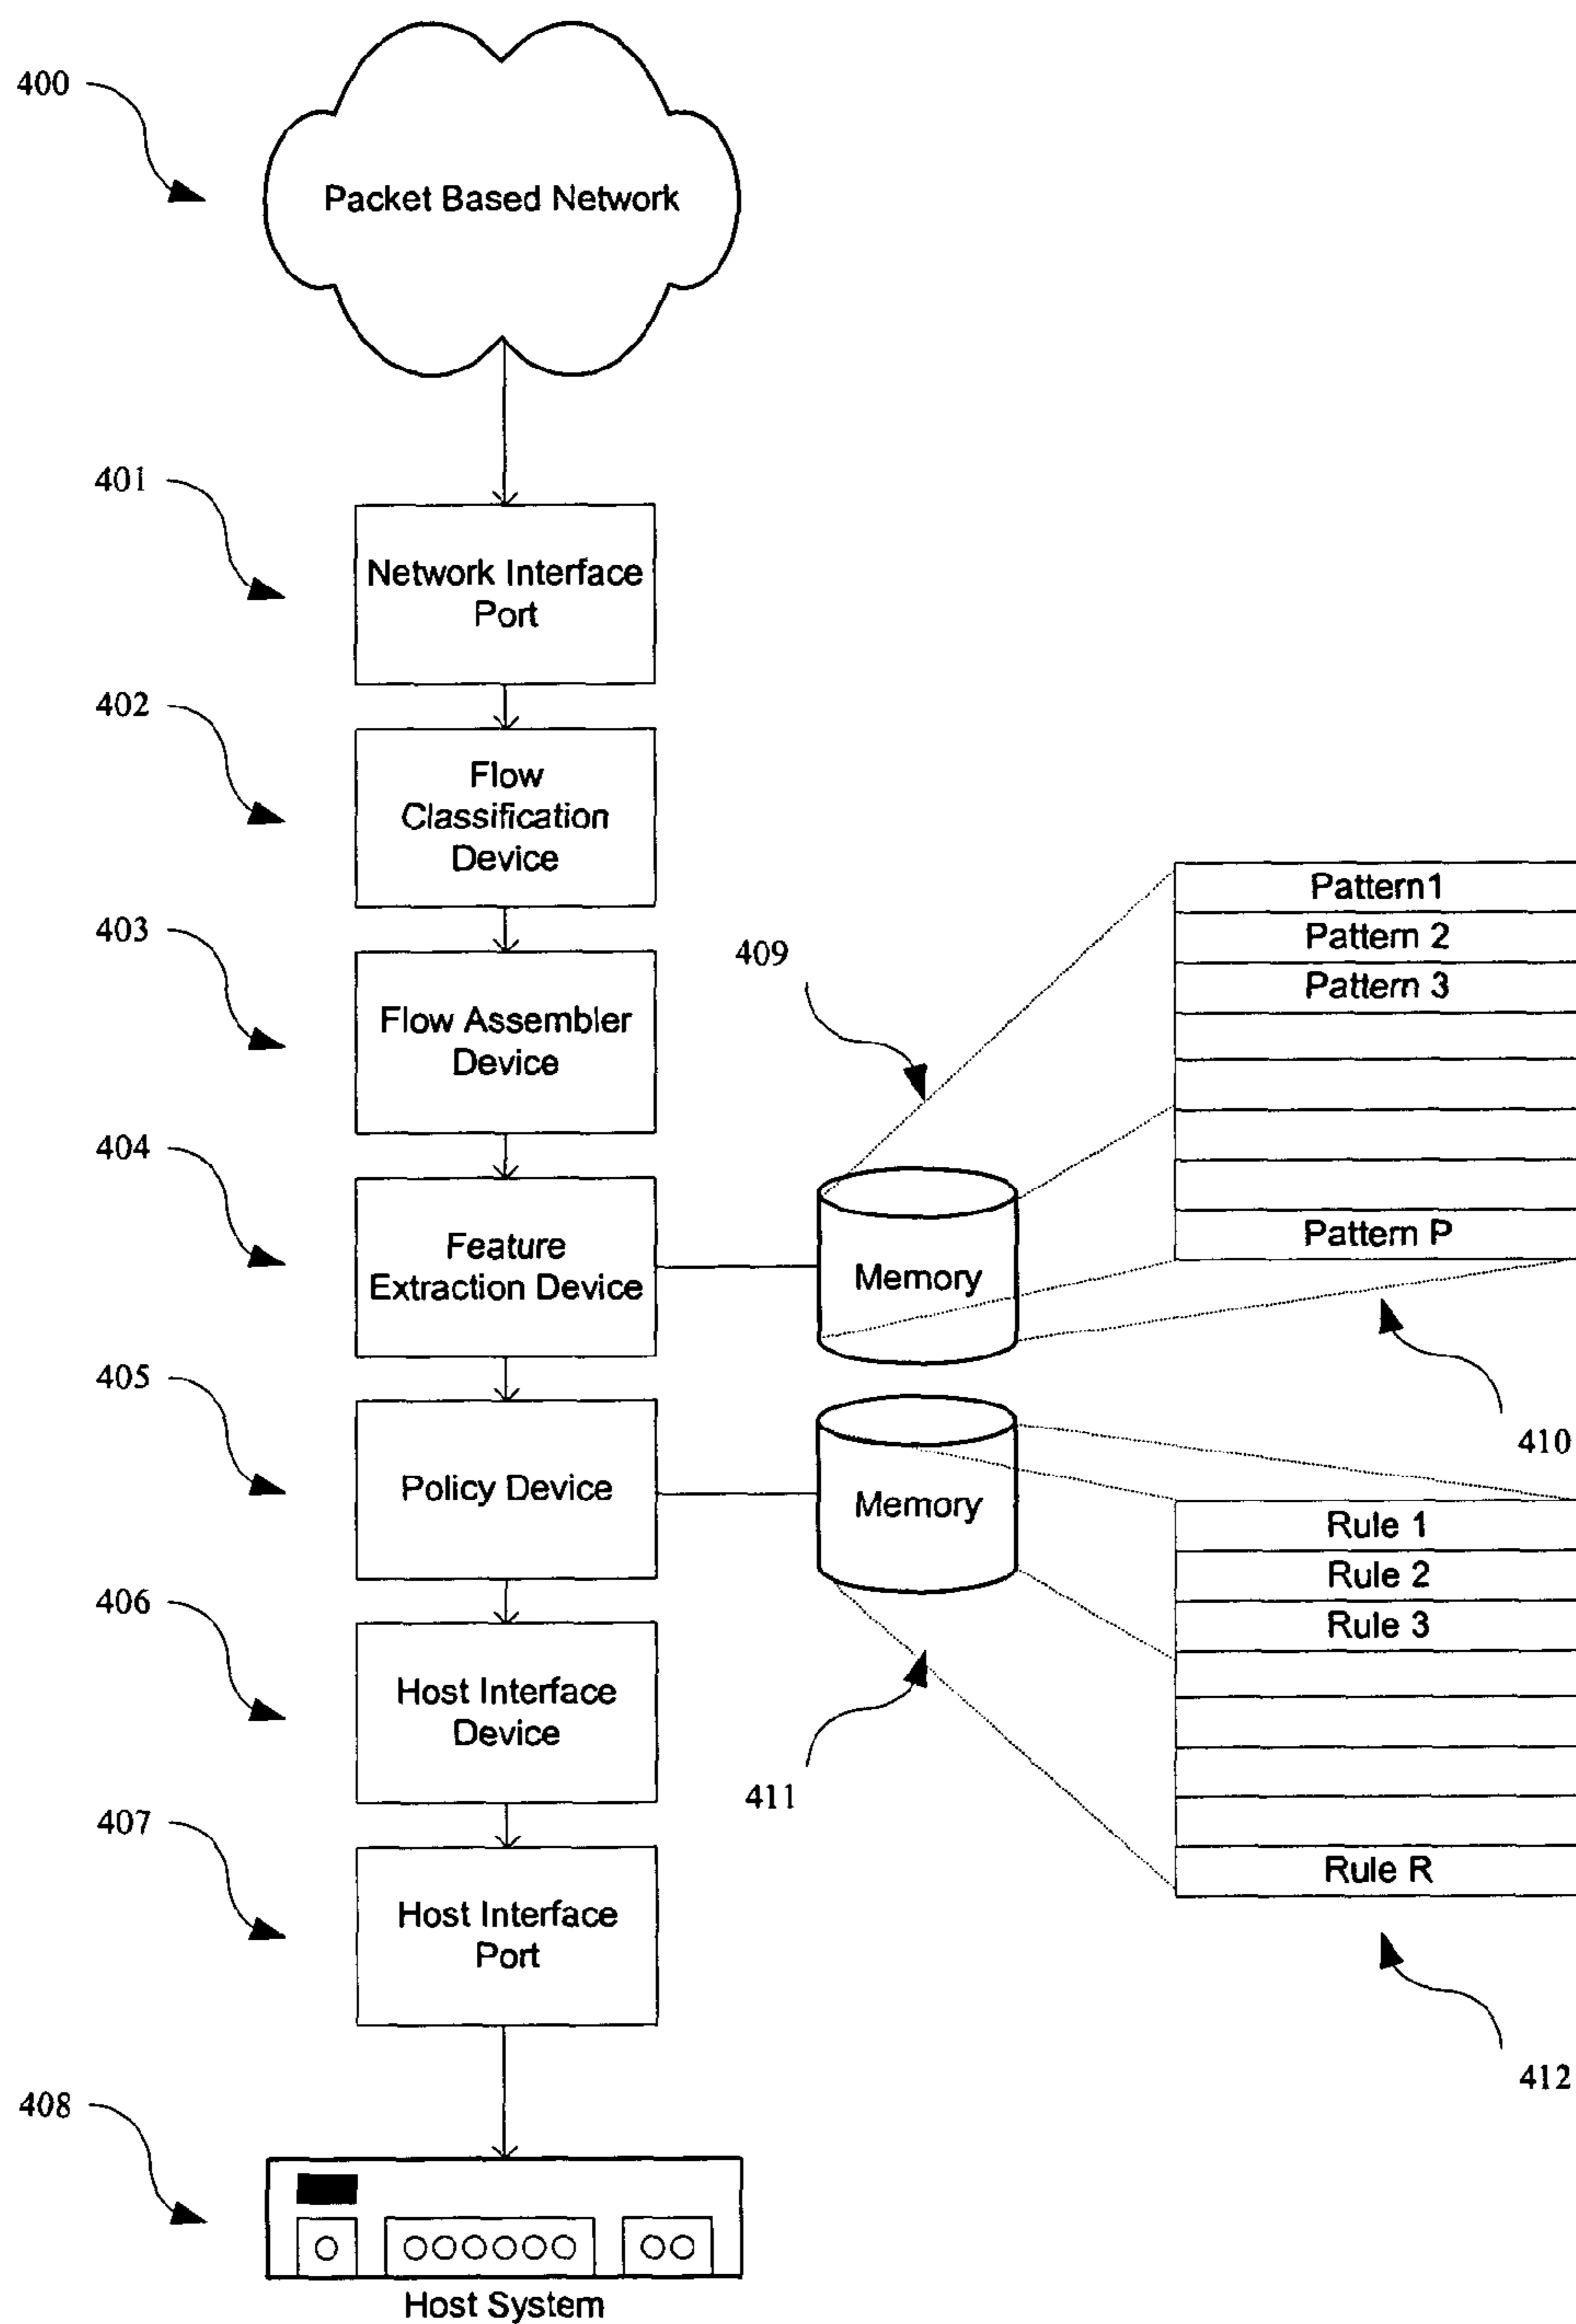 400
Packet Based Network
401
Network Interface
Port
402
Flow
Classification
Device
403
Flow Assembler
Device
404
Feature
Extraction Device
405
Policy Device
406
Host Interface
Device
407
Host Interface
Port
408
Host System
409
Memory
Pattern1
Pattern 2
Pattern 3
Pattern P
410
Memory
411
Rule 1
Rule 2
Rule 3
Rule R
412